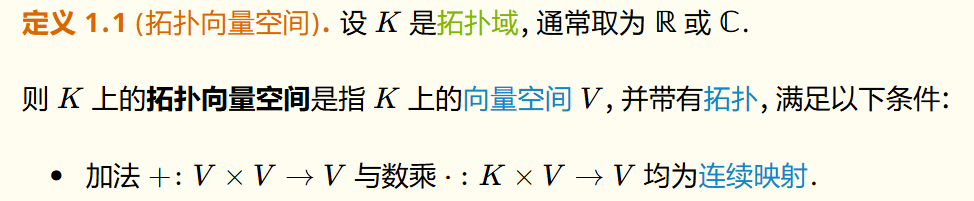 定义 1.1 (拓扑向量空间). 设 K 是拓扑域, 通常取为 ℝ 或 ℂ.
则 K 上的拓扑向量空间是指 K 上的向量空间 V, 并带有拓扑, 满足以下条件:
• 加法 +: V × V → V 与数乘 ·: K × V → V 均为连续映射.